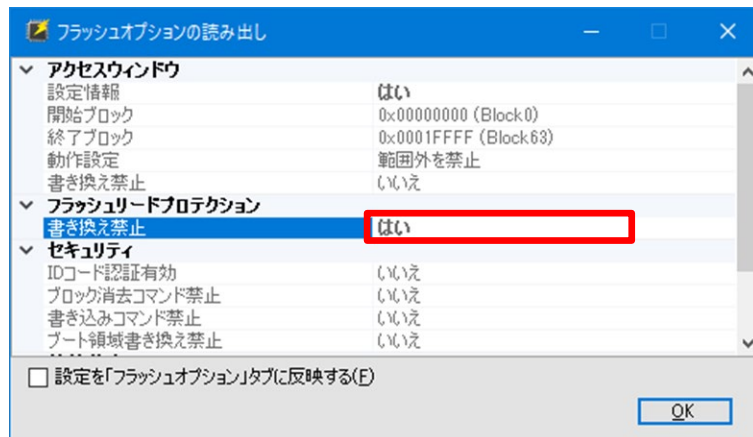 フラッシュオプションの読み出し
アクセスウィンドウ
設定情報 はい
開始ブロック 0x00000000 (Block0)
終了ブロック 0x0001FFFF (Block63)
動作設定 範囲外を禁止
書き換え禁止 いいえ
フラッシュリードプロテクション
書き換え禁止 はい
セキュリティ
IDコード認証有効 いいえ
ブロック消去コマンド禁止 いいえ
書き込みコマンド禁止 いいえ
ブート領域書き換え禁止 いいえ
設定を「フラッシュオプション」タブに反映する(F)
OK